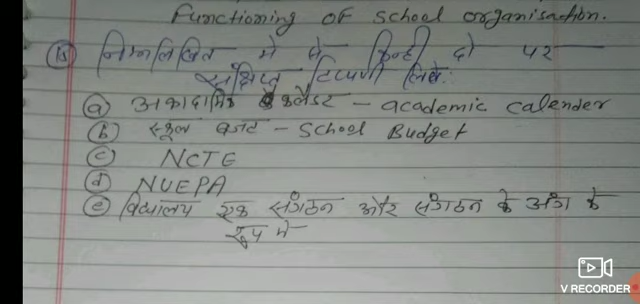 Functioning of school organisation.
(15) निम्नलिखित में से किन्ही दो पर
संक्षिप्त टिप्पणी लिखे:
(a) अकादमिक कैलेंडर - academic calender
(b) स्कूल बजट - School Budget
(c) NCTE
(d) NUEPA
(e) विद्यालय एक संगठन और संगठन के अंग के
रूप में
V RECORDER